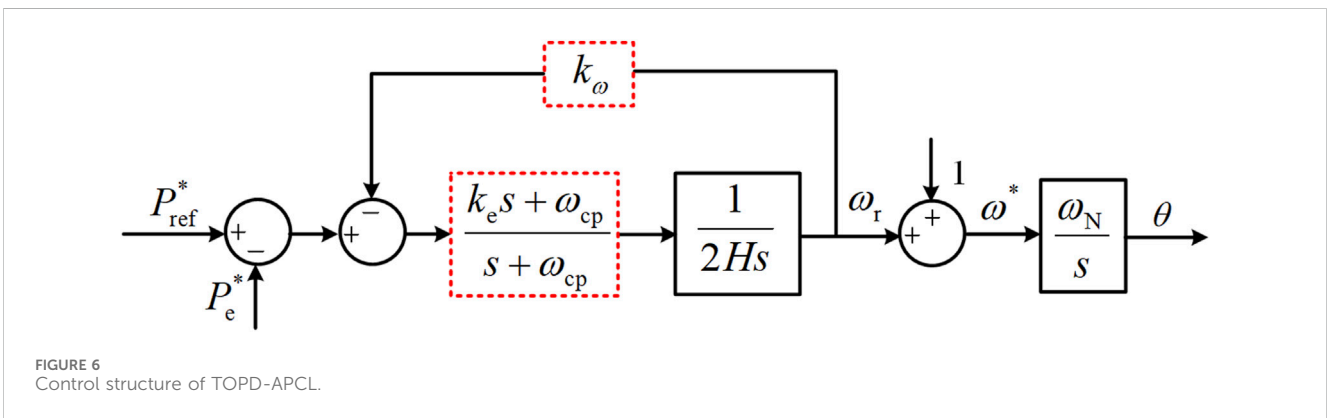 k_ω
P*_ref
+
−
P*_e
−
+
k_e s + ω_cp
s + ω_cp
1
2Hs
ω_r
1
+
+
ω*
ω_N
s
θ
FIGURE 6
Control structure of TOPD-APCL.